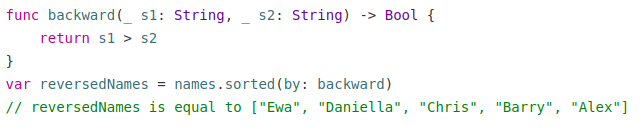 func backward(_ s1: String, _ s2: String) -> Bool {
    return s1 > s2
}
var reversedNames = names.sorted(by: backward)
// reversedNames is equal to ["Ewa", "Daniella", "Chris", "Barry", "Alex"]